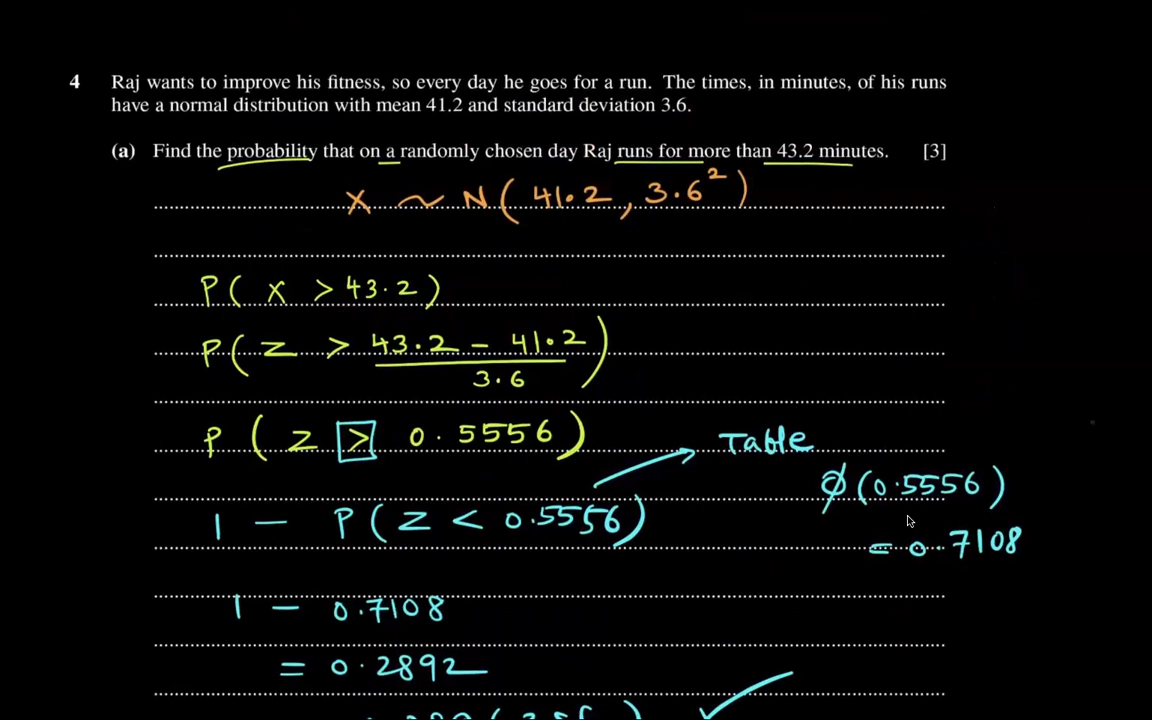 4 Raj wants to improve his fitness, so every day he goes for a run. The times, in minutes, of his runs
have a normal distribution with mean 41.2 and standard deviation 3.6.
(a) Find the probability that on a randomly chosen day Raj runs for more than 43.2 minutes. [3]
X ~ N( 41.2 , 3.6² )
P( X > 43.2 )
P( Z > 43.2 - 41.2 / 3.6 )
P ( Z > 0.5556 )
Table
ϕ(0.5556)
1 - P( Z < 0.5556)
= 0.7108
1 - 0.7108
= 0.2892